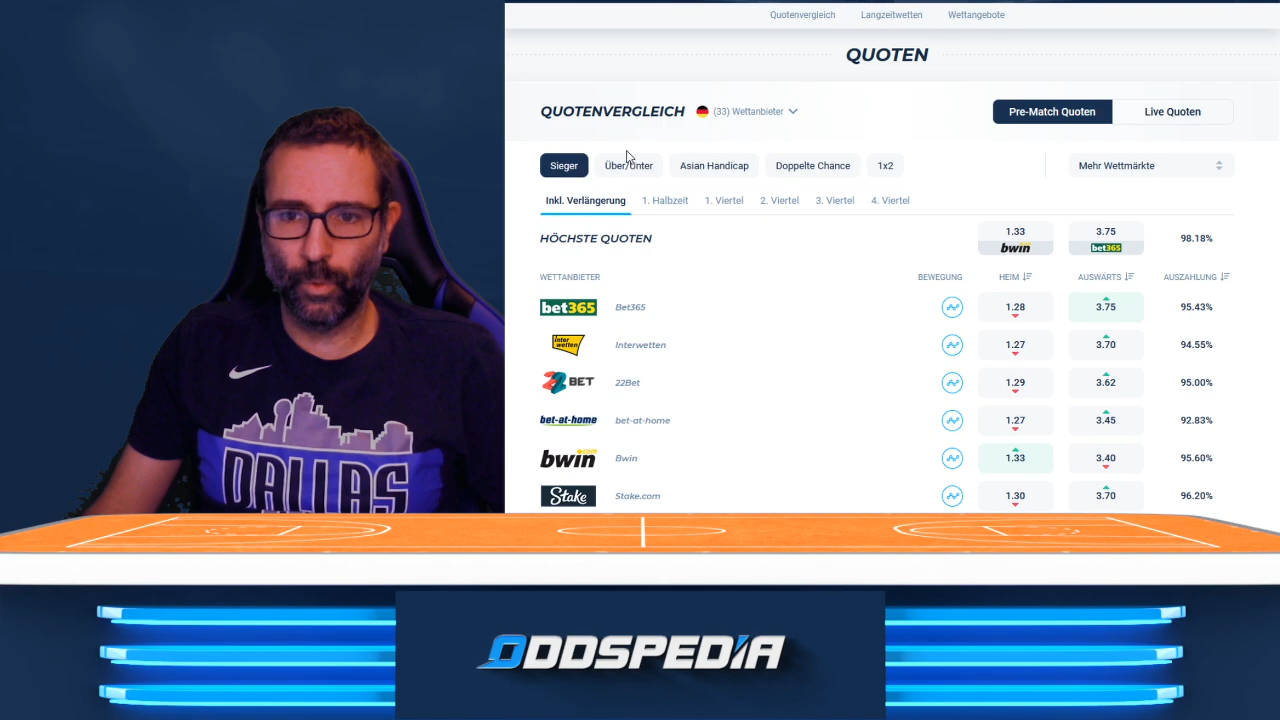 Quotenvergleich Langzeitwetten Wettangebote
QUOTEN
QUOTENVERGLEICH (33) Wettanbieter Pre-Match Quoten Live Quoten
Sieger Über/Unter Asian Handicap Doppelte Chance 1x2 Mehr Wettmärkte
Inkl. Verlängerung 1. Halbzeit 1. Viertel 2. Viertel 3. Viertel 4. Viertel
HÖCHSTE QUOTEN 1.33 bwin 3.75 bet365 98.18%
WETTANBIETER BEWEGUNG HEIM AUSWÄRTS AUSZAHLUNG
bet365 Bet365 1.28 3.75 95.43%
Inter wetten Interwetten 1.27 3.70 94.55%
22BET 22Bet 1.29 3.62 95.00%
bet-at-home bet-at-home 1.27 3.45 92.83%
bwin.com Bwin 1.33 3.40 95.60%
Stake Stake.com 1.30 3.70 96.20%
DALLAS
ODDSPEDIA